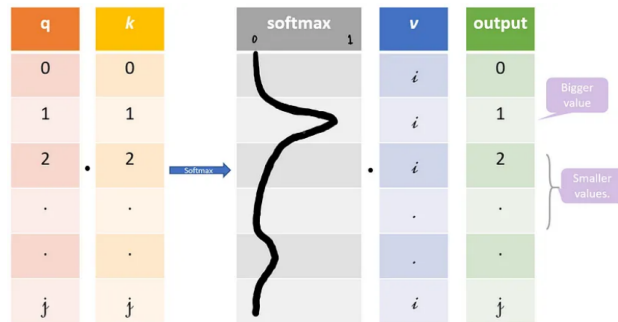 q k softmax v output
0 1
0 0 i 0
1 1 i 1
2 · 2 Softmax · i 2
. . . .
. . . .
j j i j
Bigger
value
Smaller
values.